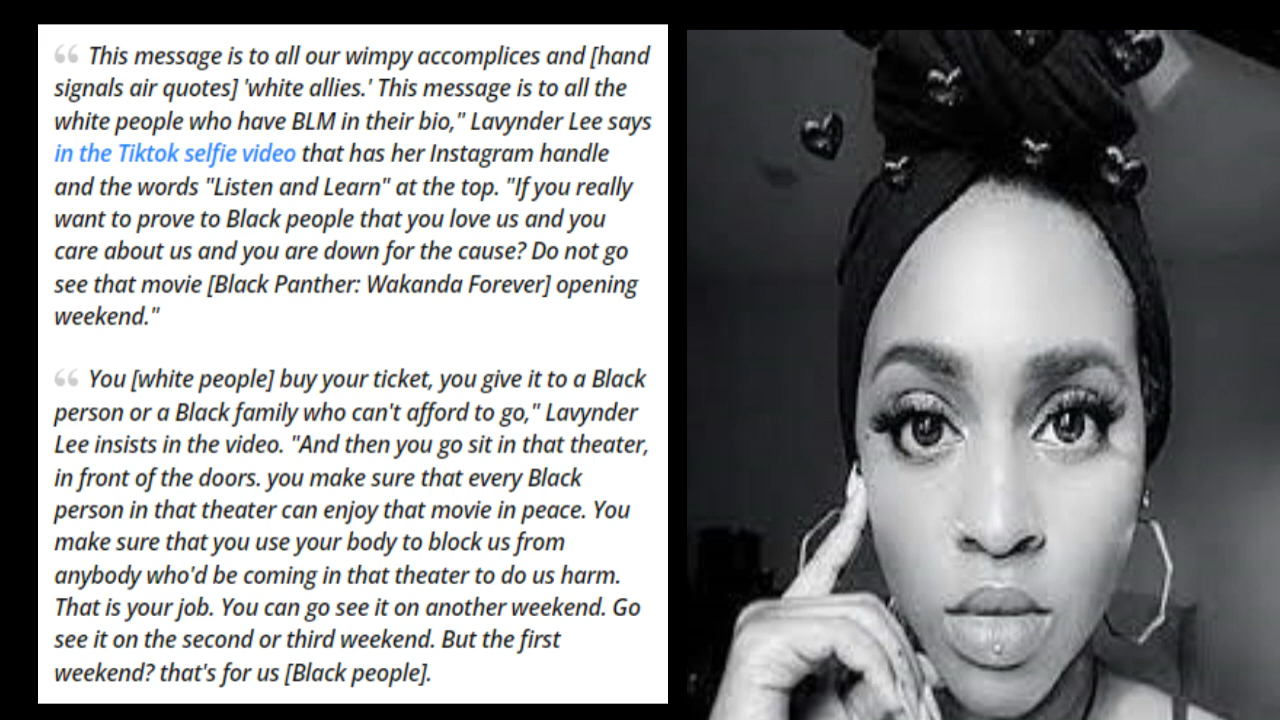 “ This message is to all our wimpy accomplices and [hand
signals air quotes] 'white allies.' This message is to all the
white people who have BLM in their bio," Lavynder Lee says
in the Tiktok selfie video that has her Instagram handle
and the words "Listen and Learn" at the top. "If you really
want to prove to Black people that you love us and you
care about us and you are down for the cause? Do not go
see that movie [Black Panther: Wakanda Forever] opening
weekend."
“ You [white people] buy your ticket, you give it to a Black
person or a Black family who can't afford to go," Lavynder
Lee insists in the video. "And then you go sit in that theater,
in front of the doors. you make sure that every Black
person in that theater can enjoy that movie in peace. You
make sure that you use your body to block us from
anybody who'd be coming in that theater to do us harm.
That is your job. You can go see it on another weekend. Go
see it on the second or third weekend. But the first
weekend? that's for us [Black people].